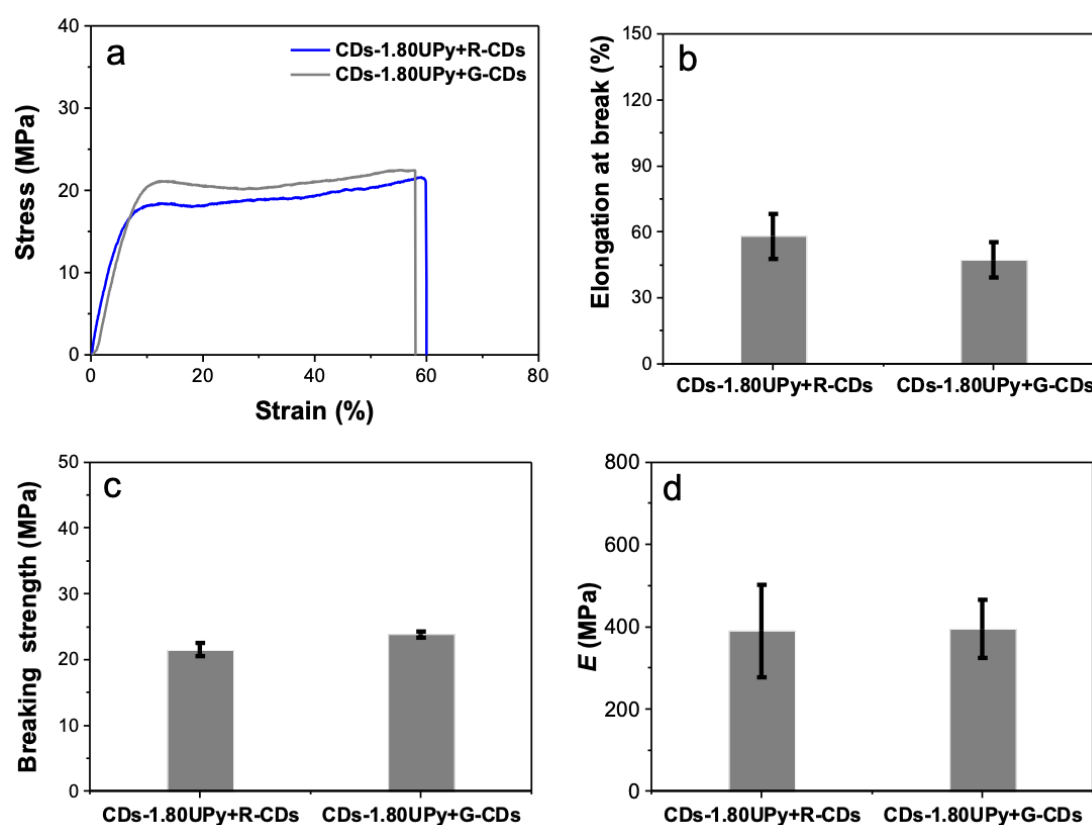 a
CDs-1.80UPy+R-CDs
CDs-1.80UPy+G-CDs
Stress (MPa)
40
30
20
10
0
0 20 40 60 80
Strain (%)
b
Elongation at break (%)
150
120
90
60
30
0
CDs-1.80UPy+R-CDs CDs-1.80UPy+G-CDs
c
Breaking strength (MPa)
50
40
30
20
10
0
CDs-1.80UPy+R-CDs CDs-1.80UPy+G-CDs
d
E (MPa)
800
600
400
200
0
CDs-1.80UPy+R-CDs CDs-1.80UPy+G-CDs